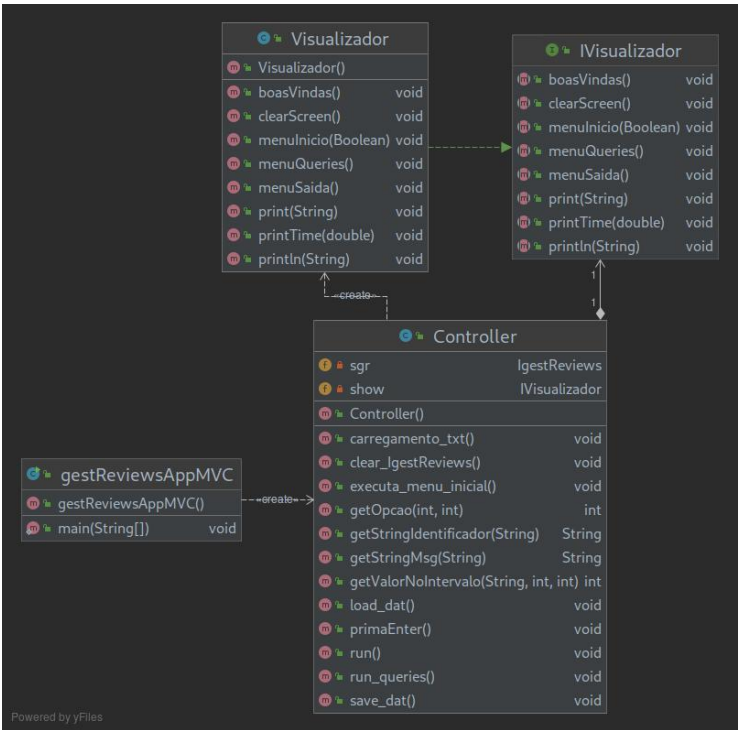 Visualizador
Visualizador()
boasVindas() void
clearScreen() void
menuInicio(Boolean) void
menuQueries() void
menuSaida() void
print(String) void
printTime(double) void
println(String) void
IVisualizador
boasVindas() void
clearScreen() void
menuInicio(Boolean) void
menuQueries() void
menuSaida() void
print(String) void
printTime(double) void
println(String) void
1
«create»
1
Controller
sgr IgestReviews
show IVisualizador
Controller()
carregamento_txt() void
clear_IgestReviews() void
executa_menu_inicial() void
getOpcao(int, int) int
getStringIdentificador(String) String
getStringMsg(String) String
getValorNoIntervalo(String, int, int) int
load_dat() void
primaEnter() void
run() void
run_queries() void
save_dat() void
gestReviewsAppMVC
gestReviewsAppMVC()
main(String[]) void
«create»
Powered by yFiles